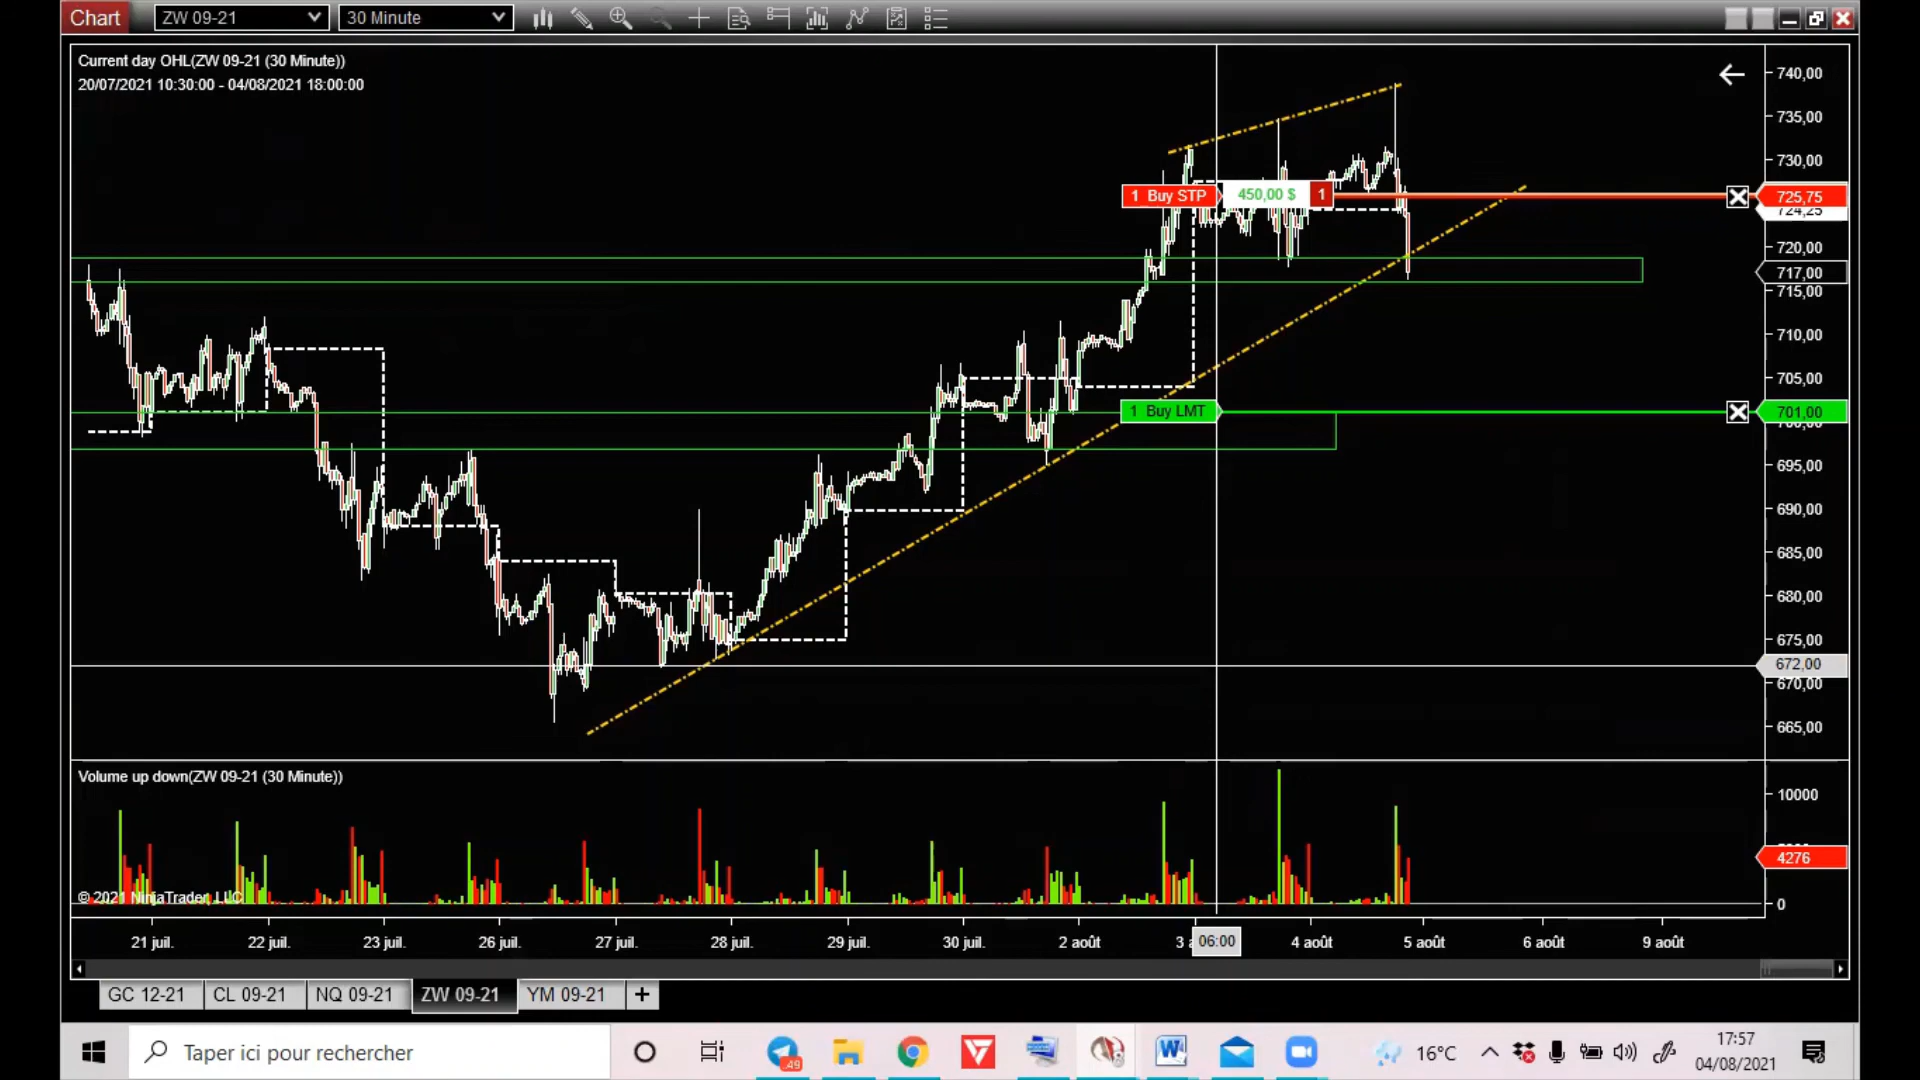 Chart ZW 09-21 30 Minute
Current day OHL(ZW 09-21 (30 Minute))
20/07/2021 10:30:00 - 04/08/2021 18:00:00
740,00
735,00
730,00
1 Buy STP 450,00 $ 1 725,75
724,25
720,00
717,00
715,00
710,00
705,00
1 Buy LMT 701,00
700,00
695,00
690,00
685,00
680,00
675,00
672,00
670,00
665,00
Volume up down(ZW 09-21 (30 Minute))
10000
4276
© 2021 NinjaTrader, LLC
0
21 juil. 22 juil. 23 juil. 26 juil. 27 juil. 28 juil. 29 juil. 30 juil. 2 août 3 a 06:00 4 août 5 août 6 août 9 août
GC 12-21 CL 09-21 NQ 09-21 ZW 09-21 YM 09-21 +
Taper ici pour rechercher 49 W 16°C 17:57
04/08/2021